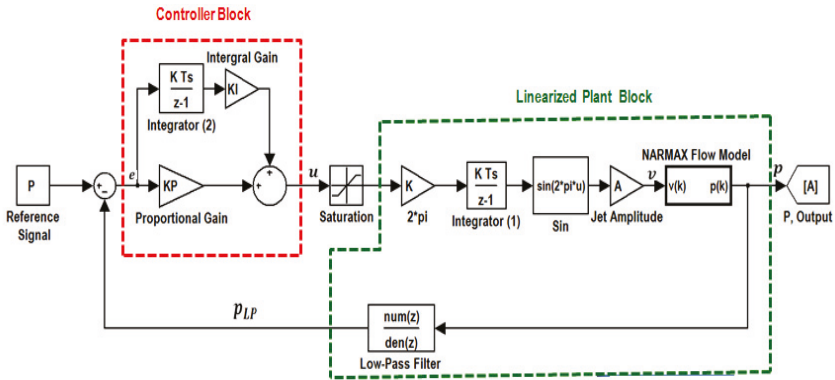 Controller Block
Intergral Gain
K Ts
z-1
KI
Integrator (2)
Linearized Plant Block
P
Reference
Signal
+
−
e
KP
Proportional Gain
+
+
u
Saturation
K
2*pi
K Ts
z-1
Integrator (1)
sin(2*pi*u)
Sin
A
Jet Amplitude
v
NARMAX Flow Model
v(k)
p(k)
p
[A]
P, Output
pLP
num(z)
den(z)
Low-Pass Filter